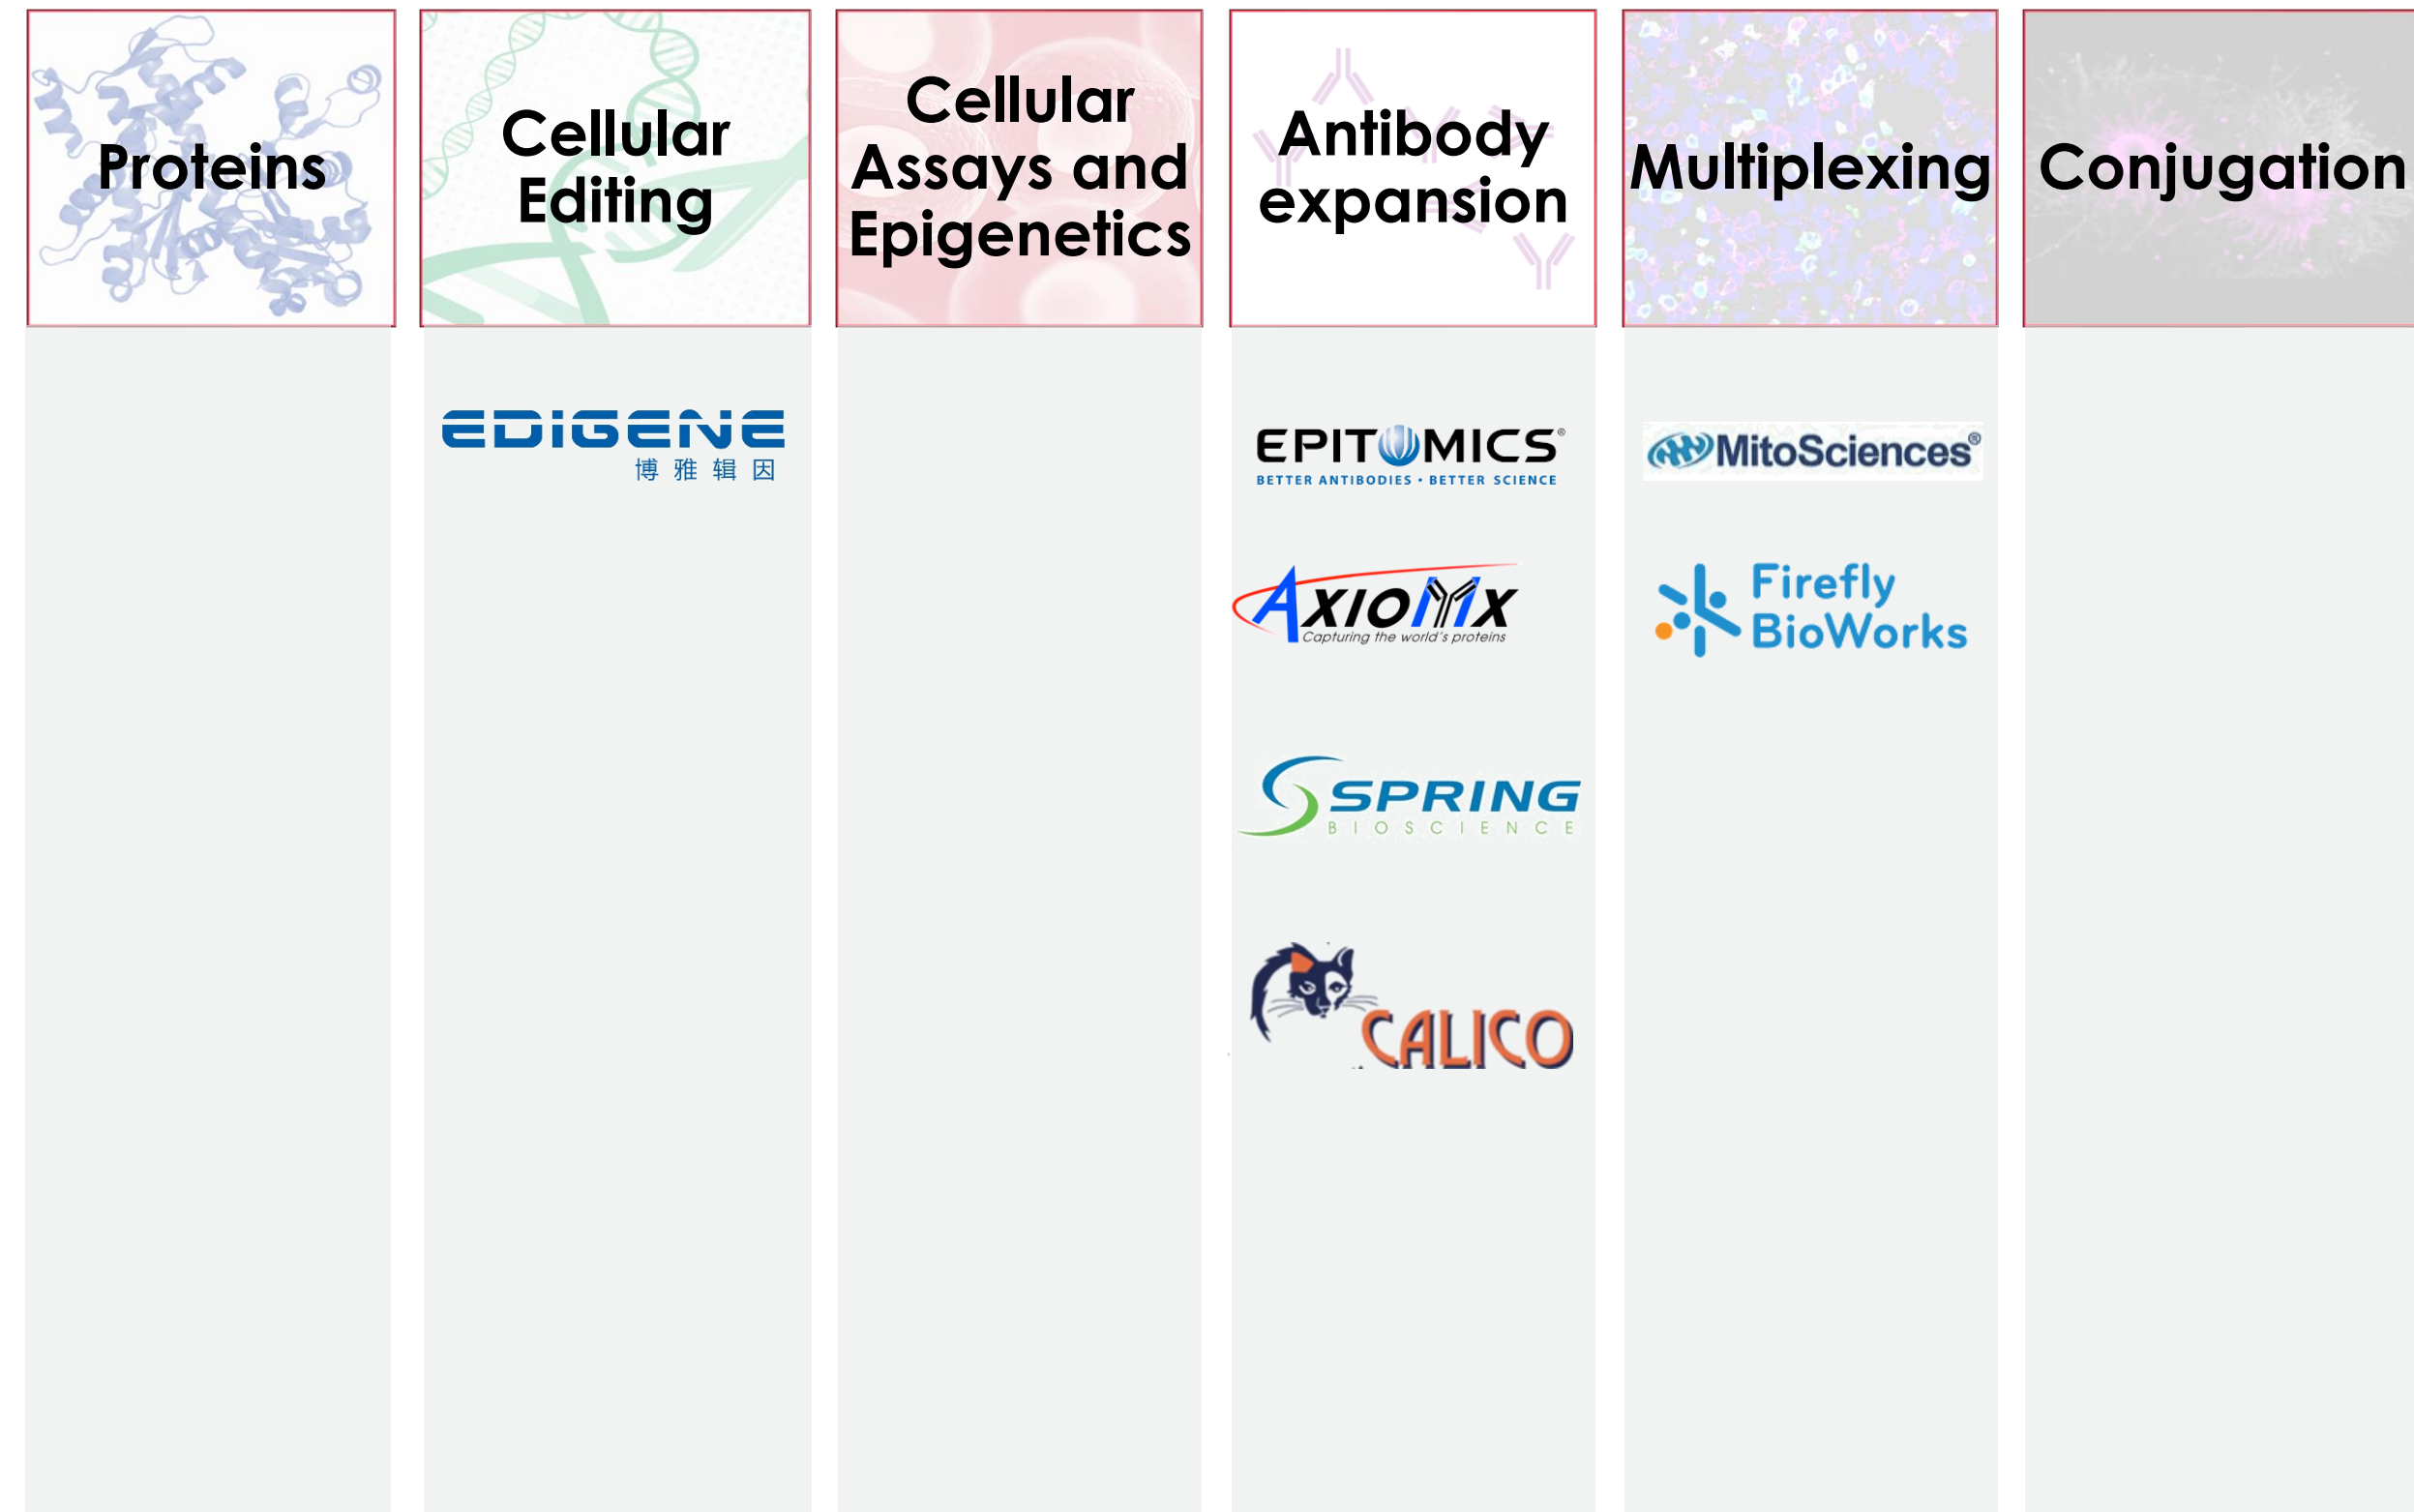 Proteins
Cellular
Editing
Cellular
Assays and
Epigenetics
Antibody
expansion
Multiplexing
Conjugation
EDiGENE
博雅辑因
EPITOMICS®
BETTER ANTIBODIES • BETTER SCIENCE
AXIOMX
Capturing the world's proteins
SPRING
BIOSCIENCE
CALICO
MitoSciences®
Firefly
BioWorks